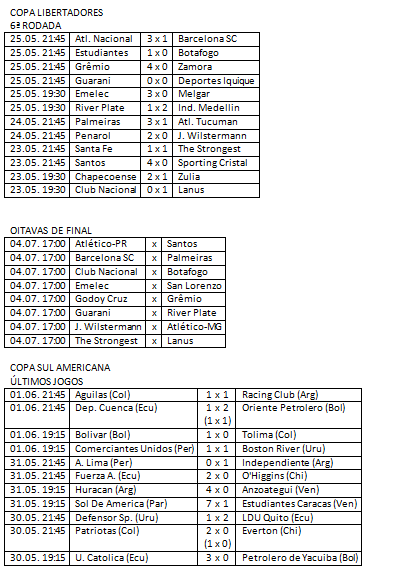 COPA LIBERTADORES
6ª RODADA
25.05. 21:45 Atl. Nacional 3 x 1 Barcelona SC
25.05. 21:45 Estudiantes 1 x 0 Botafogo
25.05. 21:45 Grêmio 4 x 0 Zamora
25.05. 21:45 Guarani 0 x 0 Deportes Iquique
25.05. 19:30 Emelec 3 x 0 Melgar
25.05. 19:30 River Plate 1 x 2 Ind. Medellin
24.05. 21:45 Palmeiras 3 x 1 Atl. Tucuman
24.05. 21:45 Penarol 2 x 0 J. Wilstermann
23.05. 21:45 Santa Fe 1 x 1 The Strongest
23.05. 21:45 Santos 4 x 0 Sporting Cristal
23.05. 19:30 Chapecoense 2 x 1 Zulia
23.05. 19:30 Club Nacional 0 x 1 Lanus
OITAVAS DE FINAL
04.07. 17:00 Atlético-PR x Santos
04.07. 17:00 Barcelona SC x Palmeiras
04.07. 17:00 Club Nacional x Botafogo
04.07. 17:00 Emelec x San Lorenzo
04.07. 17:00 Godoy Cruz x Grêmio
04.07. 17:00 Guarani x River Plate
04.07. 17:00 J. Wilstermann x Atlético-MG
04.07. 17:00 The Strongest x Lanus
COPA SUL AMERICANA
ÚLTIMOS JOGOS
01.06. 21:45 Aguilas (Col) 1 x 1 Racing Club (Arg)
01.06. 21:45 Dep. Cuenca (Ecu) 1 x 2 Oriente Petrolero (Bol)
(1 x 1)
01.06. 19:15 Bolivar (Bol) 1 x 0 Tolima (Col)
01.06. 19:15 Comerciantes Unidos (Per) 1 x 1 Boston River (Uru)
31.05. 21:45 A. Lima (Per) 0 x 1 Independiente (Arg)
31.05. 21:45 Fuerza A. (Ecu) 2 x 0 O'Higgins (Chi)
31.05. 19:15 Huracan (Arg) 4 x 0 Anzoategui (Ven)
31.05. 19:15 Sol De America (Par) 7 x 1 Estudiantes Caracas (Ven)
30.05. 21:45 Defensor Sp. (Uru) 1 x 2 LDU Quito (Ecu)
30.05. 21:45 Patriotas (Col) 2 x 0 Everton (Chi)
(1 x 0)
30.05. 19:15 U. Catolica (Ecu) 3 x 0 Petrolero de Yacuiba (Bol)